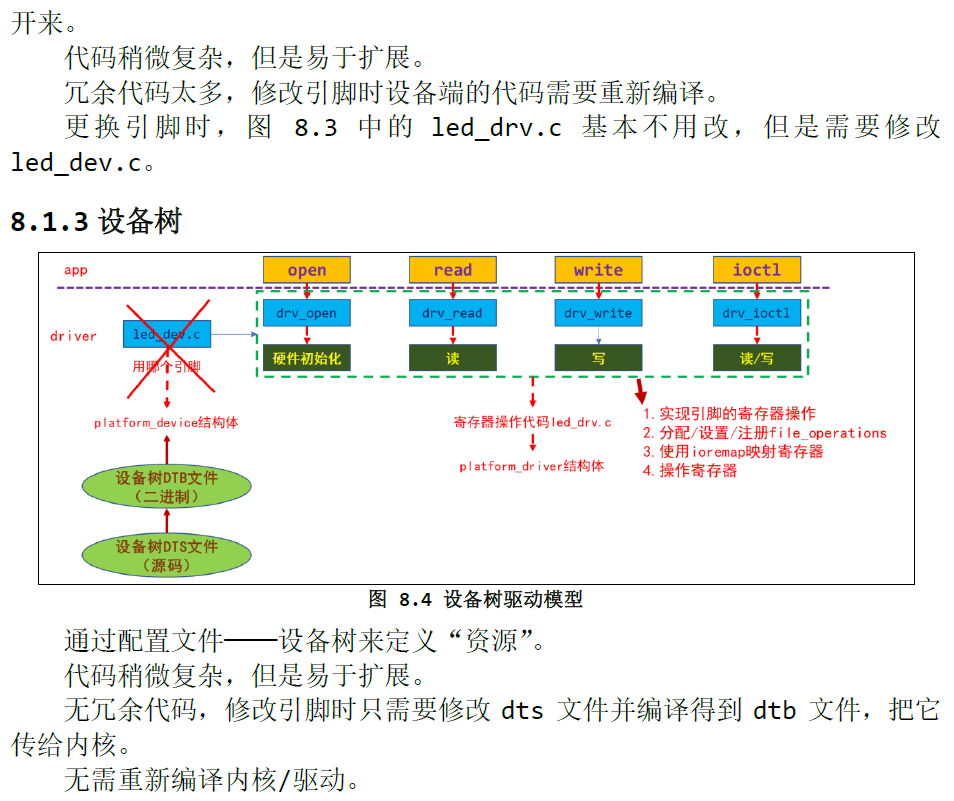 开来。
代码稍微复杂，但是易于扩展。
冗余代码太多，修改引脚时设备端的代码需要重新编译。
更换引脚时，图 8.3 中的 led_drv.c 基本不用改，但是需要修改
led_dev.c。
8.1.3 设备树
app
open
read
write
ioctl
driver
led_dev.c
drv_open
drv_read
drv_write
drv_ioctl
用哪个引脚
硬件初始化
读
写
读/写
platform_device结构体
寄存器操作代码led_drv.c
platform_driver结构体
1. 实现引脚的寄存器操作
2. 分配/设置/注册file_operations
3. 使用ioremap映射寄存器
4. 操作寄存器
设备树DTB文件
（二进制）
设备树DTS文件
（源码）
图 8.4 设备树驱动模型
通过配置文件──设备树来定义“资源”。
代码稍微复杂，但是易于扩展。
无冗余代码，修改引脚时只需要修改 dts 文件并编译得到 dtb 文件，把它
传给内核。
无需重新编译内核/驱动。